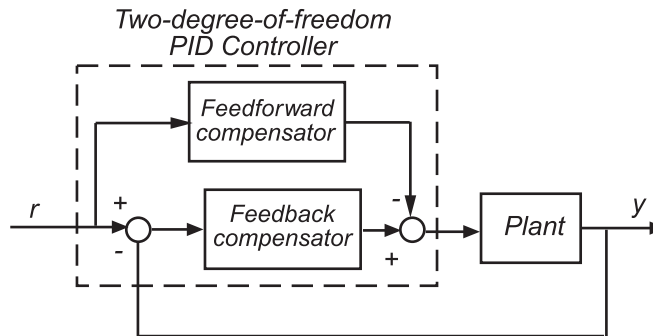 Two-degree-of-freedom
PID Controller
Feedforward
compensator
-
r
+
Feedback
compensator
Plant
y
-
+